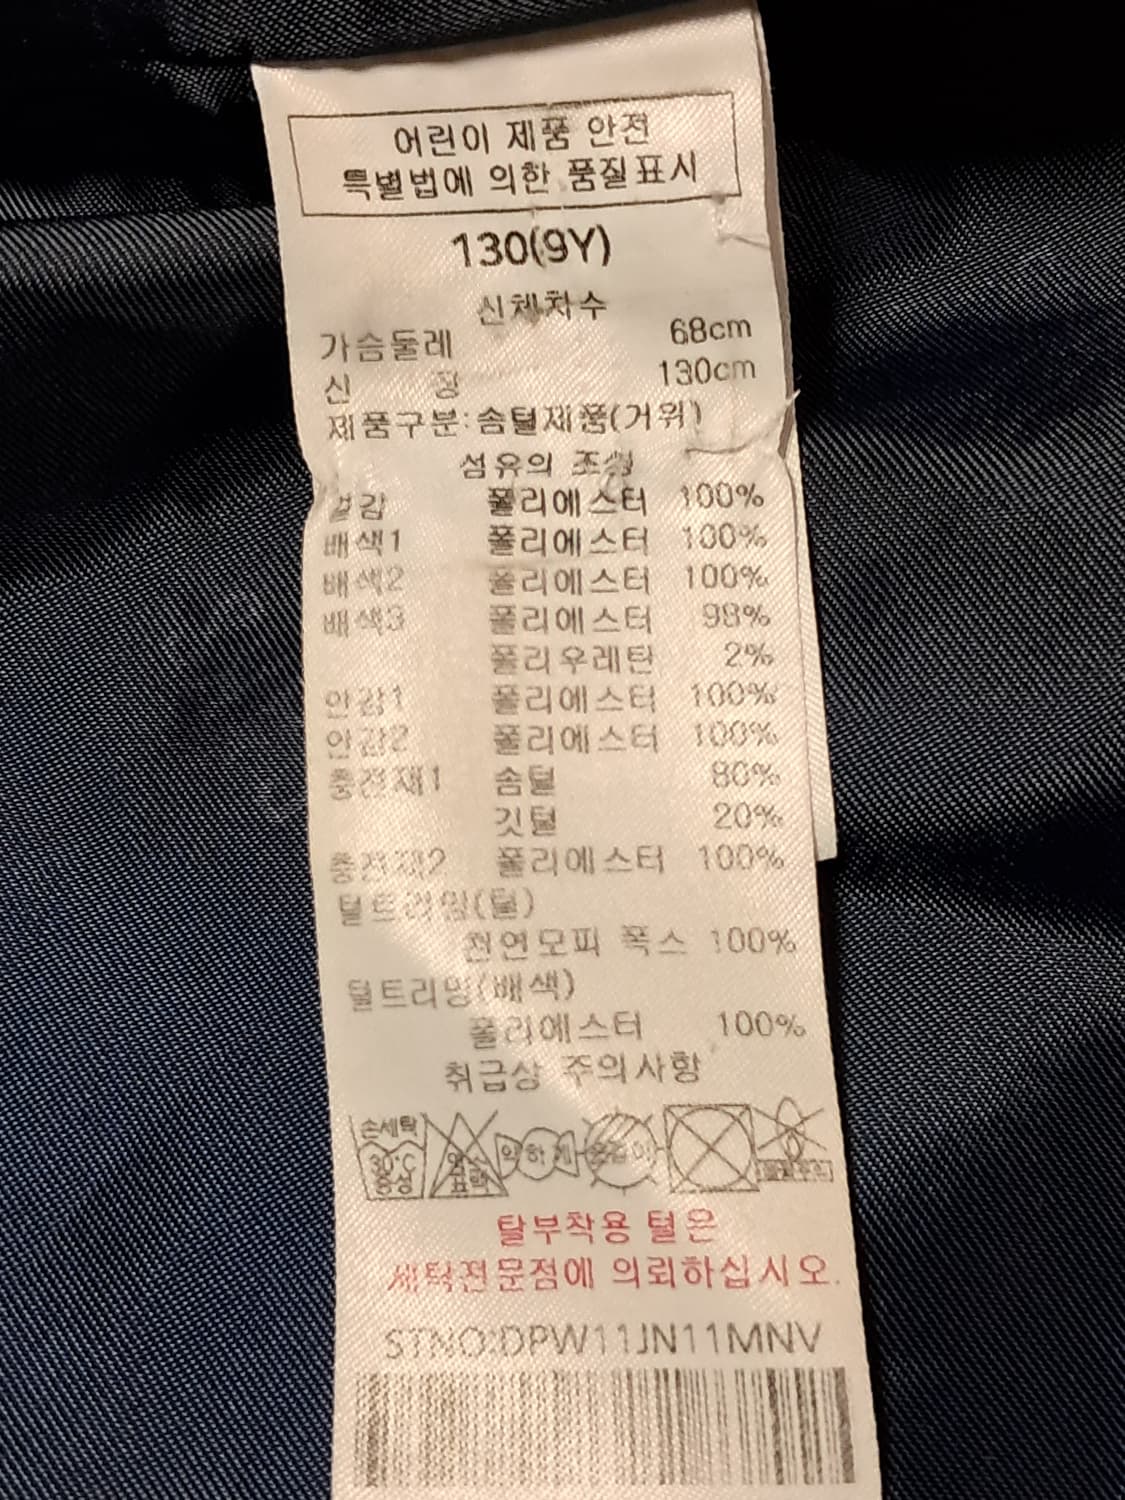 어린이 제품 안전
특별법에 의한 품질표시
130(9Y)
신체치수
가슴둘레 68cm
신 장 130cm
제품구분:솜털제품(거위)
섬유의 조성
겉감 폴리에스터 100%
배색1 폴리에스터 100%
배색2 폴리에스터 100%
배색3 폴리에스터 98%
폴리우레탄 2%
안감1 폴리에스터 100%
안감2 폴리에스터 100%
충전재1 솜털 80%
깃털 20%
충전재2 폴리에스터 100%
털트리밍(털)
천연모피 폭스 100%
털트리밍(배색)
폴리에스터 100%
취급상 주의사항
손세탁
30°C
중성
염소
표백
약하게
탈부착용 털은
세탁전문점에 의뢰하십시오.
STNO:DPW11JN11MNV